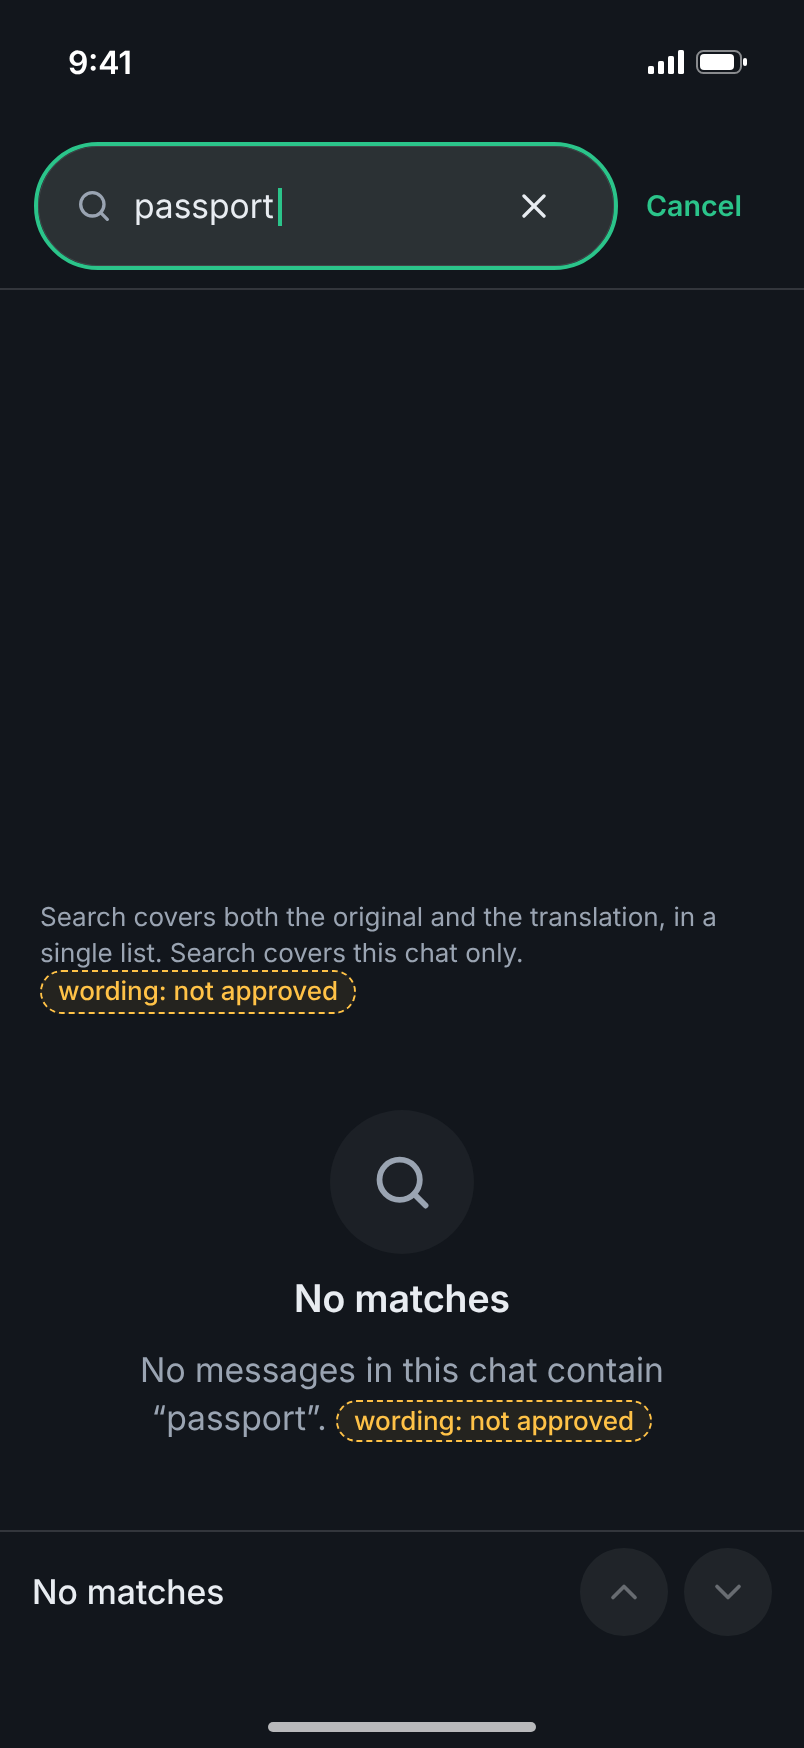 9:41
passport
Cancel
Search covers both the original and the translation, in a
single list. Search covers this chat only.
wording: not approved
No matches
No messages in this chat contain
“passport”. wording: not approved
No matches